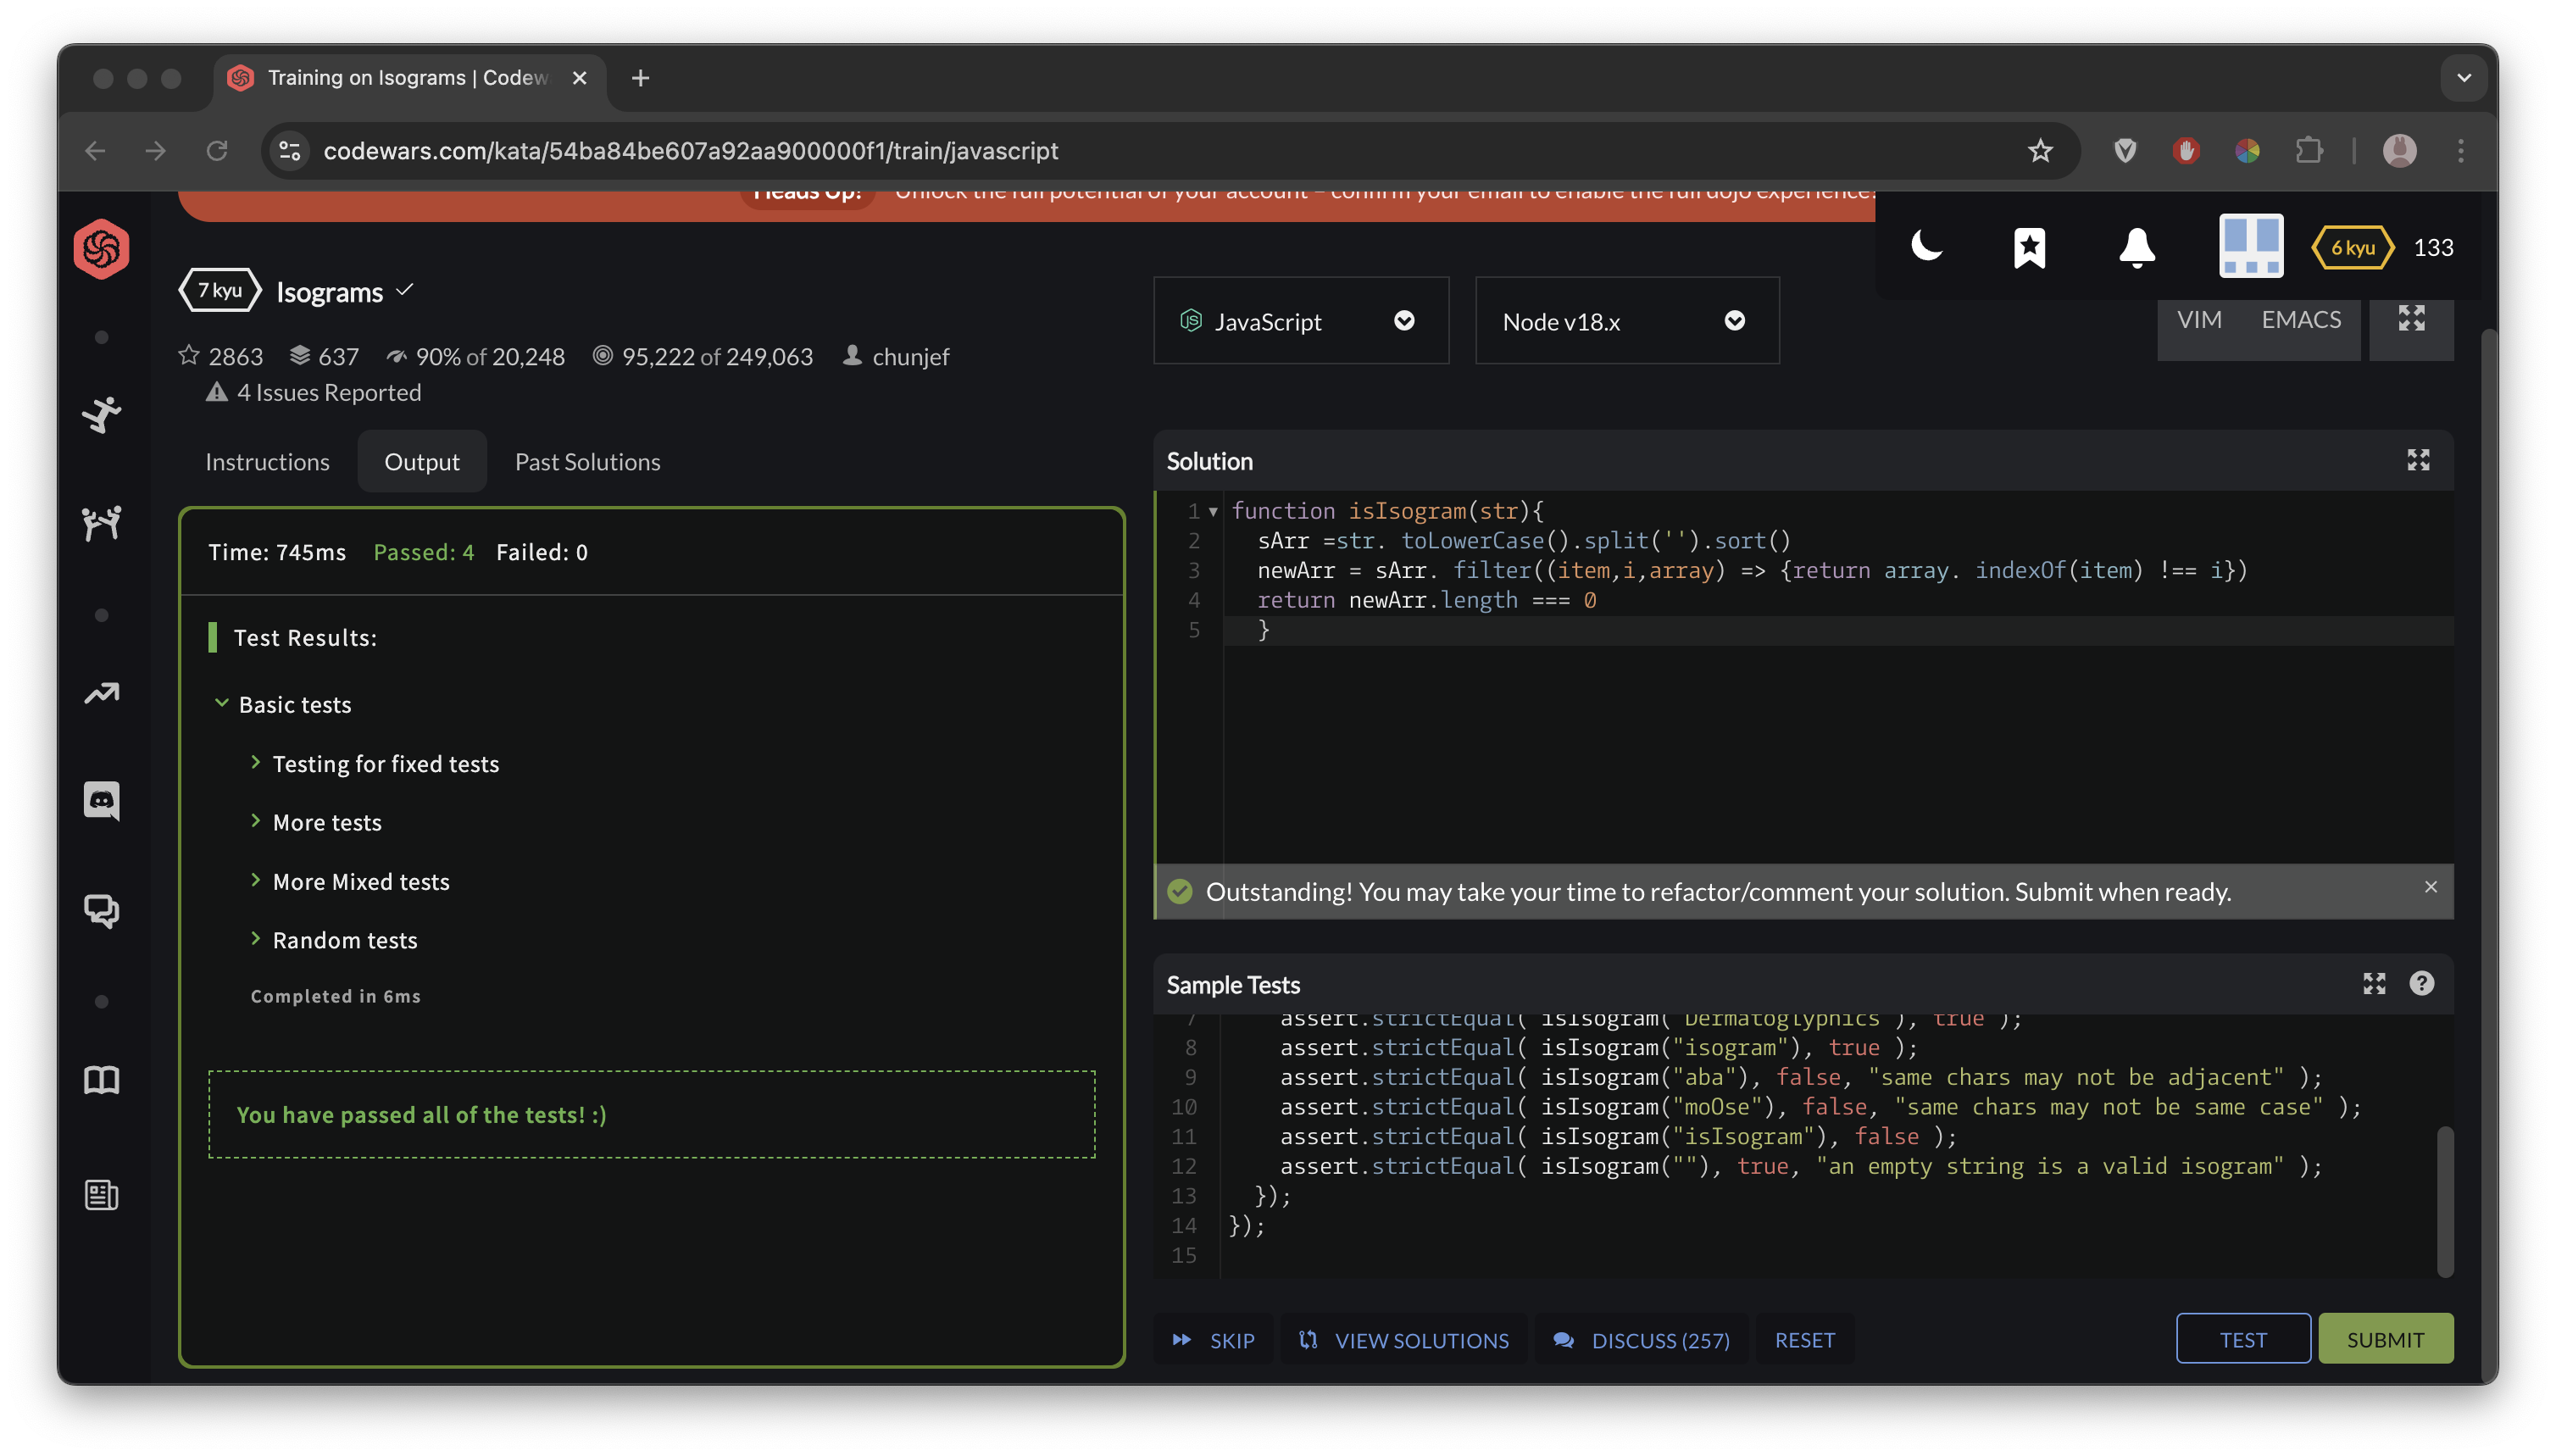 Training on Isograms | Codew
codewars.com/kata/54ba84be607a92aa900000f1/train/javascript
Heads Up! Unlock the full potential of your account – confirm your email to enable the full dojo experience.
6 kyu 133
7 kyu Isograms
2863 637 90% of 20,248 95,222 of 249,063 chunjef
4 Issues Reported
JavaScript
Node v18.x
VIM EMACS
Instructions Output Past Solutions
Time: 745ms Passed: 4 Failed: 0
Test Results:
Basic tests
Testing for fixed tests
More tests
More Mixed tests
Random tests
Completed in 6ms
You have passed all of the tests! :)
Solution
1 function isIsogram(str){
2 sArr =str. toLowerCase().split('').sort()
3 newArr = sArr. filter((item,i,array) => {return array. indexOf(item) !== i})
4 return newArr.length === 0
5 }
Outstanding! You may take your time to refactor/comment your solution. Submit when ready.
Sample Tests
7 assert.strictEqual( isIsogram("Dermatoglyphics"), true );
8 assert.strictEqual( isIsogram("isogram"), true );
9 assert.strictEqual( isIsogram("aba"), false, "same chars may not be adjacent" );
10 assert.strictEqual( isIsogram("moOse"), false, "same chars may not be same case" );
11 assert.strictEqual( isIsogram("isIsogram"), false );
12 assert.strictEqual( isIsogram(""), true, "an empty string is a valid isogram" );
13 });
14 });
15
SKIP VIEW SOLUTIONS DISCUSS (257) RESET
TEST SUBMIT